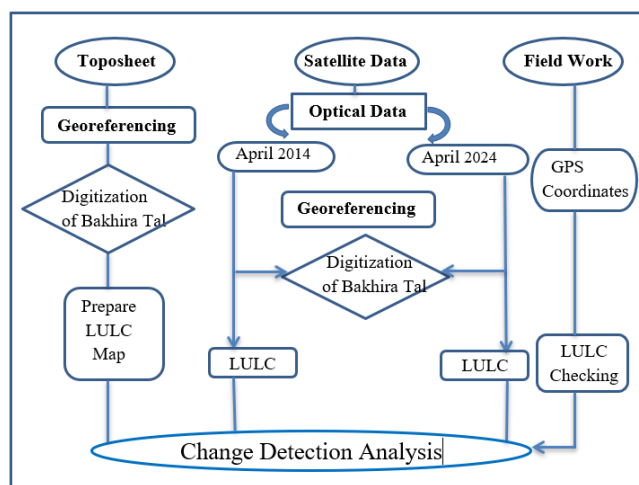 Toposheet
Satellite Data
Field Work
Optical Data
Georeferencing
April 2014
April 2024
GPS
Coordinates
Digitization
of Bakhira Tal
Georeferencing
Digitization
of Bakhira Tal
Prepare
LULC
Map
LULC
LULC
LULC
Checking
Change Detection Analysis